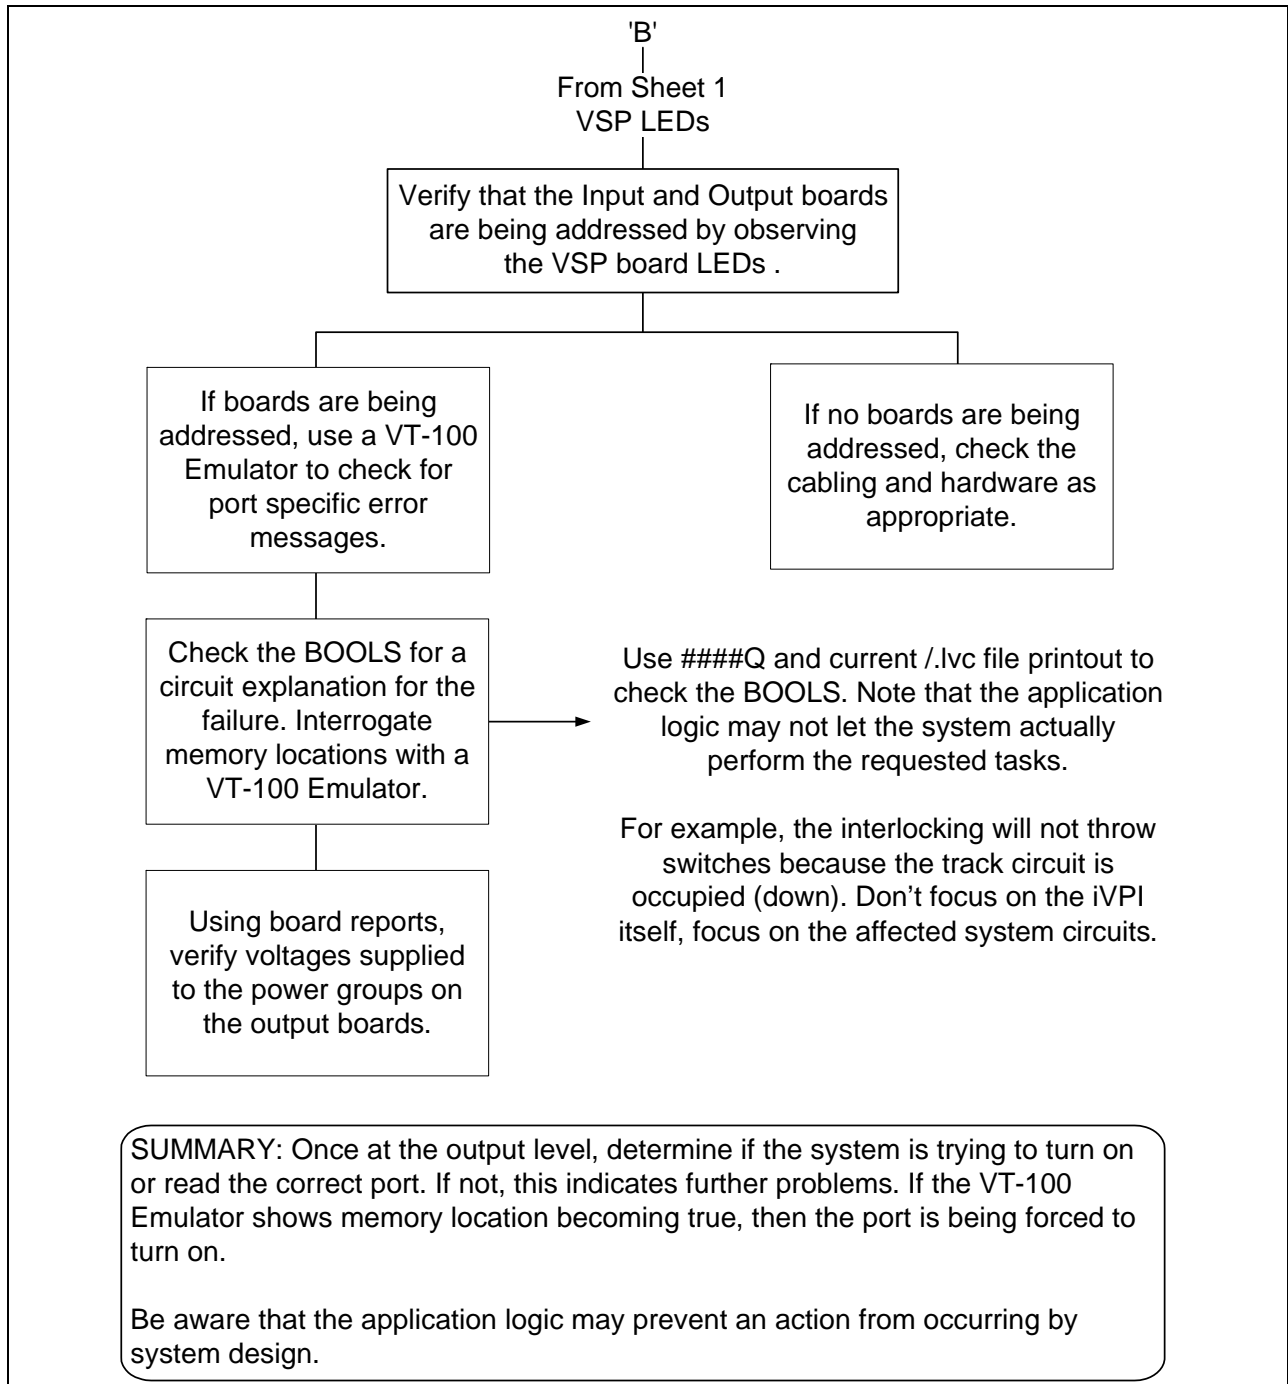 'B'
From Sheet 1
VSP LEDs
Verify that the Input and Output boards
are being addressed by observing
the VSP board LEDs .
If boards are being
addressed, use a VT-100
Emulator to check for
port specific error
messages.
If no boards are being
addressed, check the
cabling and hardware as
appropriate.
Check the BOOLS for a
circuit explanation for the
failure. Interrogate
memory locations with a
VT-100 Emulator.
Use ####Q and current /.lvc file printout to
check the BOOLS. Note that the application
logic may not let the system actually
perform the requested tasks.
For example, the interlocking will not throw
switches because the track circuit is
occupied (down). Don’t focus on the iVPI
itself, focus on the affected system circuits.
Using board reports,
verify voltages supplied
to the power groups on
the output boards.
SUMMARY: Once at the output level, determine if the system is trying to turn on
or read the correct port. If not, this indicates further problems. If the VT-100
Emulator shows memory location becoming true, then the port is being forced to
turn on.
Be aware that the application logic may prevent an action from occurring by
system design.